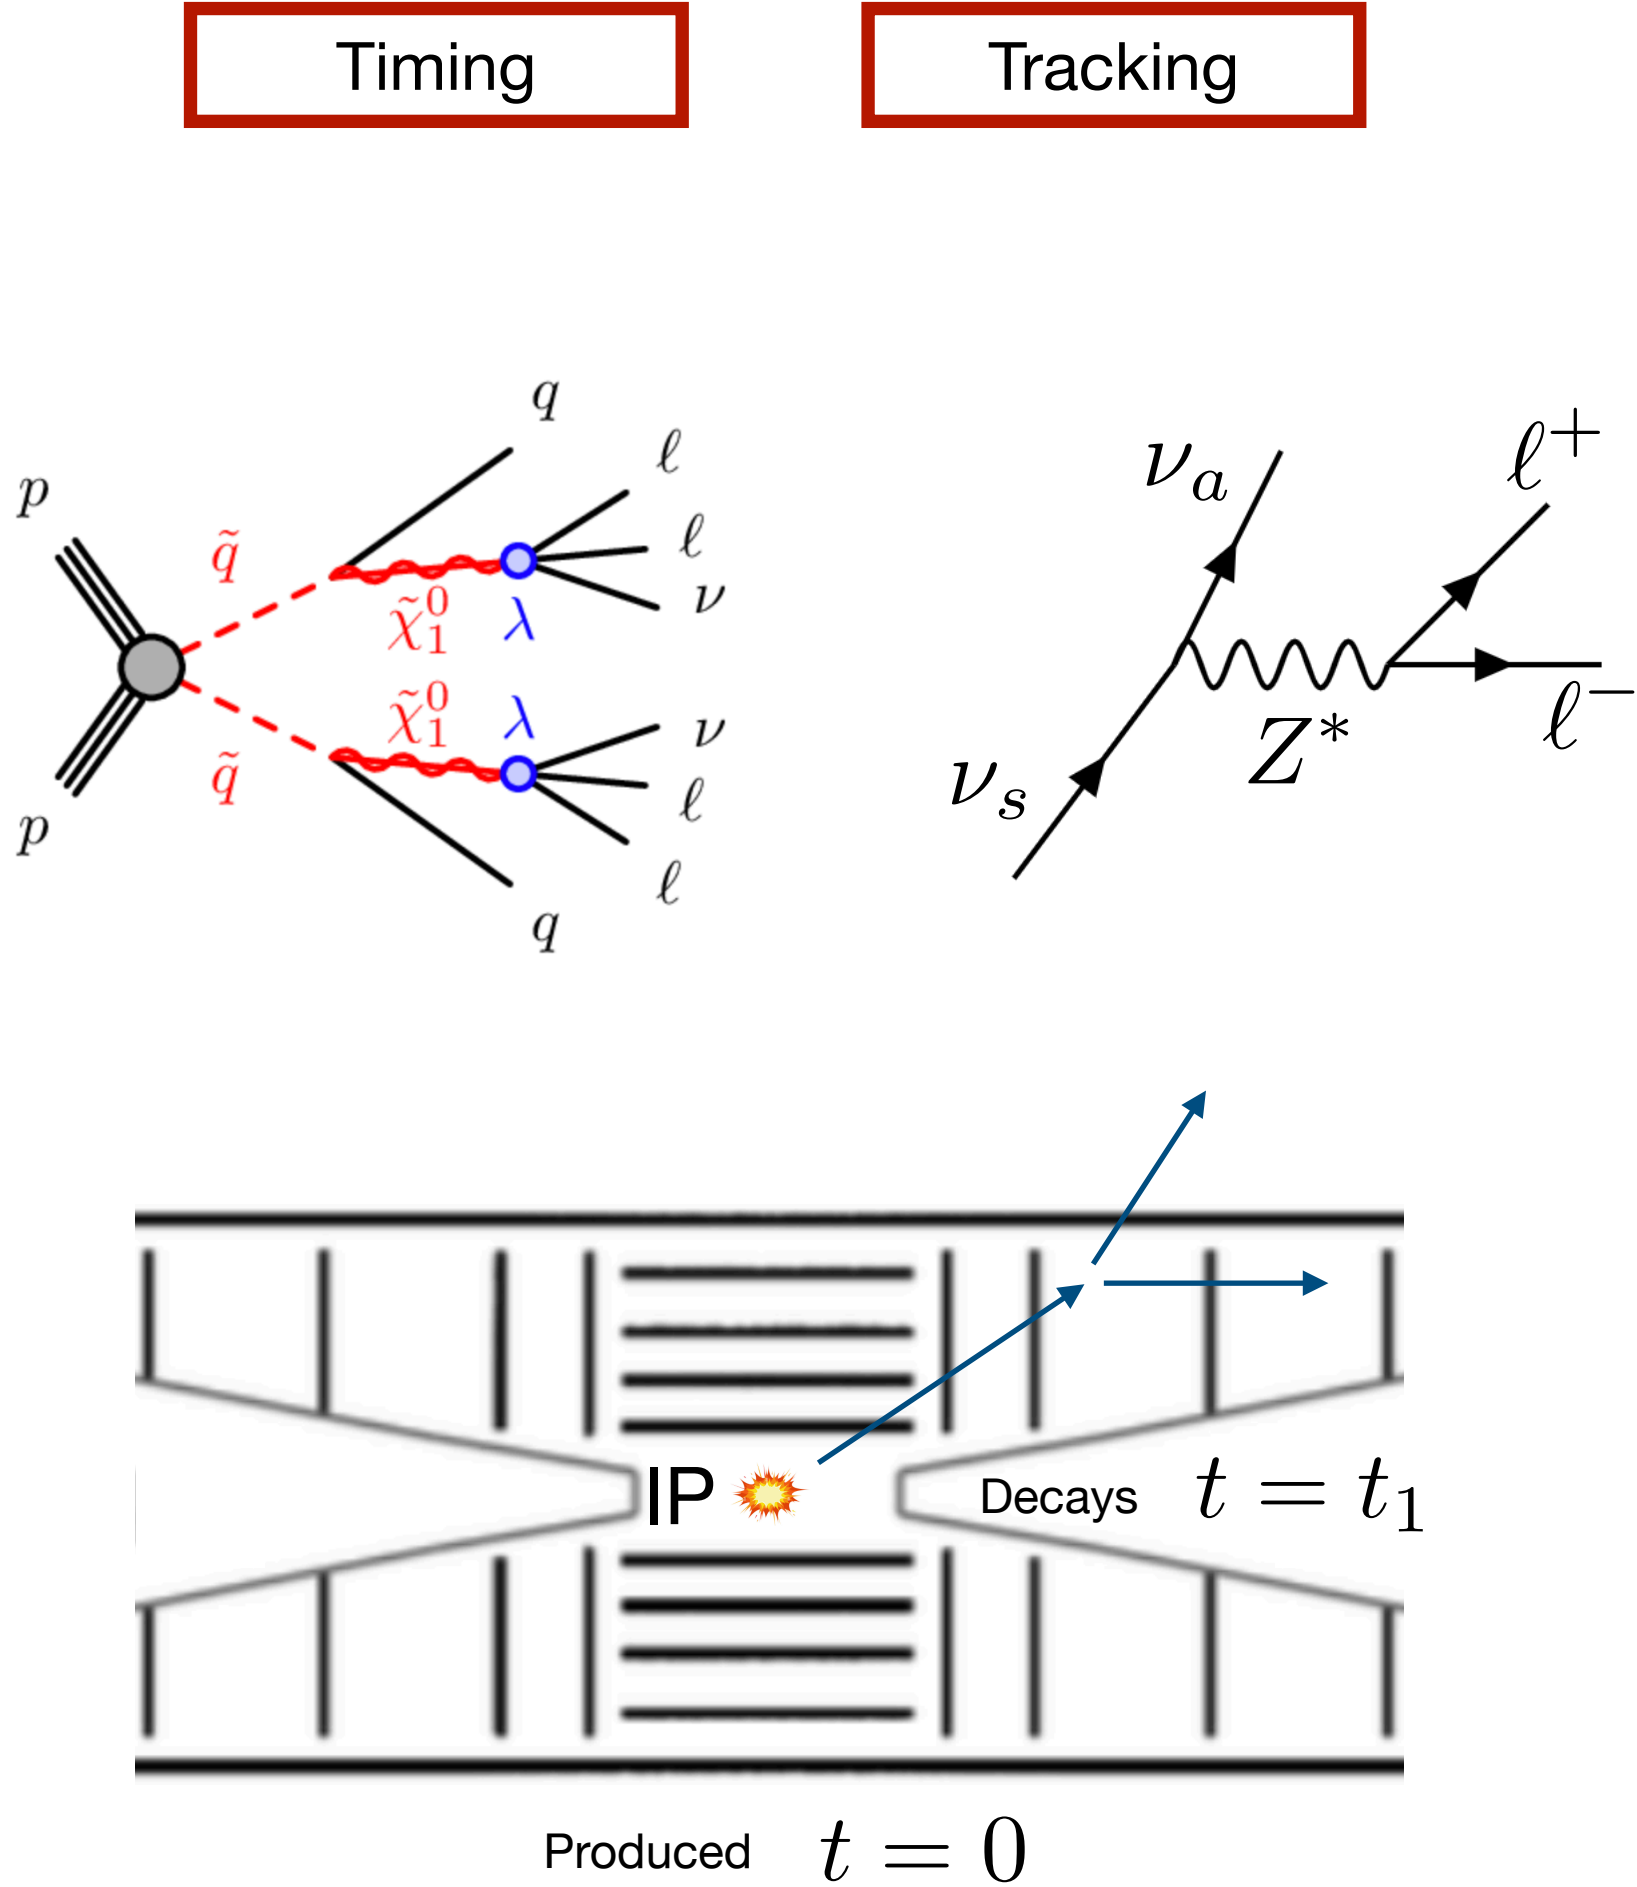 Timing
Tracking
p
q̃
q
ℓ
ℓ
ν
χ̃⁰₁
λ
χ̃⁰₁
λ
ν
ℓ
ℓ
q̃
p
q
νₐ
ℓ⁺
ℓ⁻
Z*
νₛ
IP
Decays t = t₁
Produced t = 0